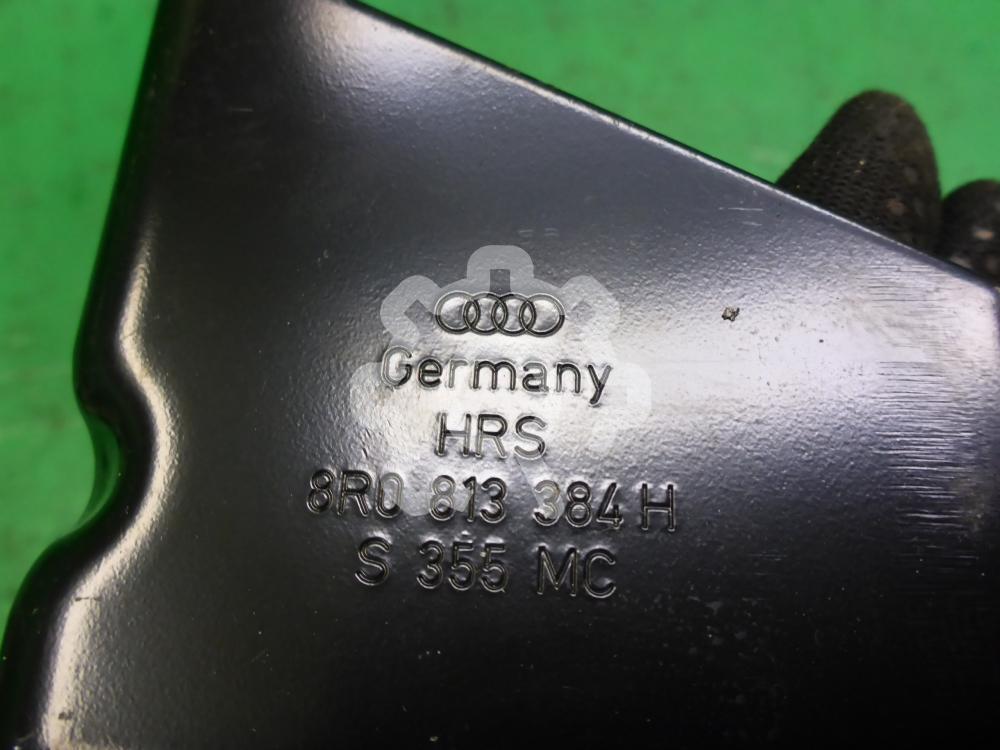 Germany
HRS
8R0 813 384 H
S 355 MC